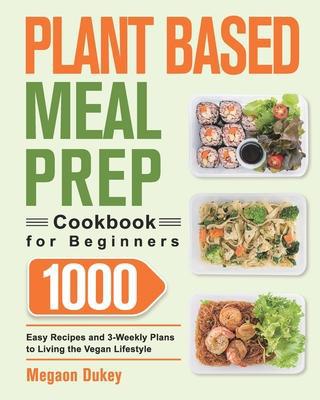 PLANT BASED
MEAL
PREP
Cookbook
for Beginners
1000
Easy Recipes and 3-Weekly Plans
to Living the Vegan Lifestyle
Megaon Dukey